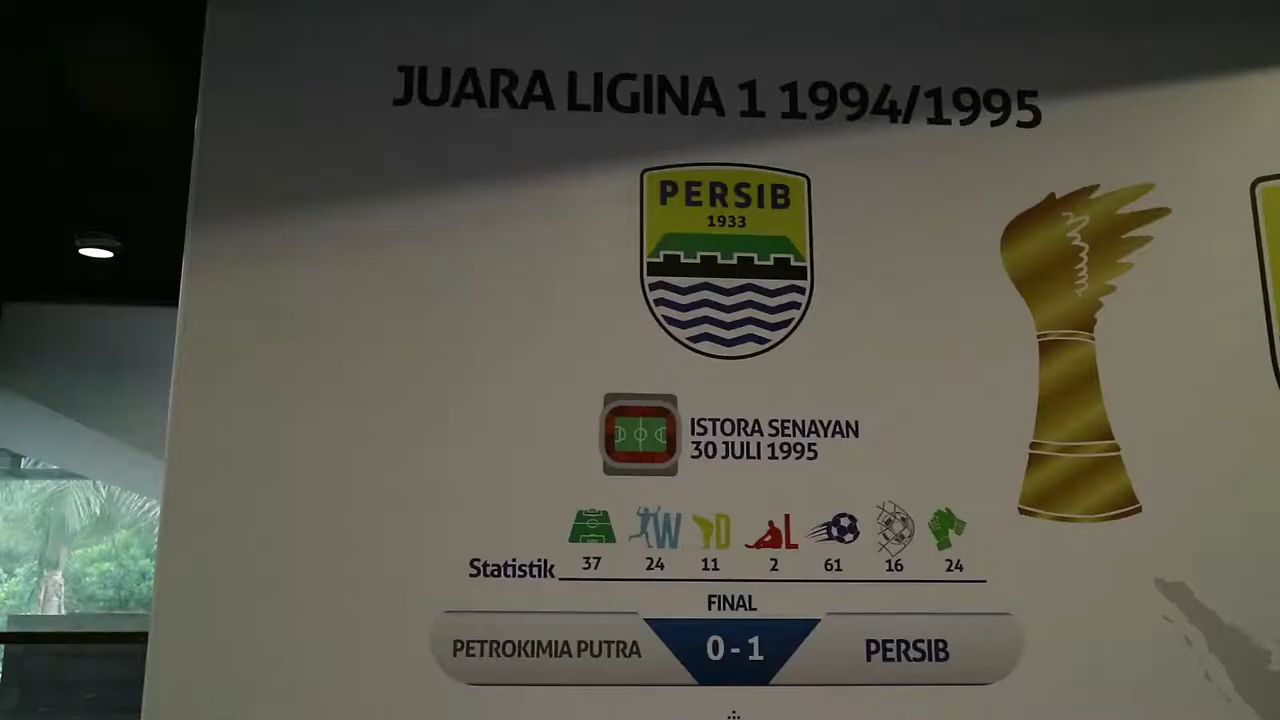 JUARA LIGINA 1 1994/1995
PERSIB
1933
ISTORA SENAYAN
30 JULI 1995
W D L
Statistik 37 24 11 2 61 16 24
FINAL
PETROKIMIA PUTRA 0 - 1 PERSIB